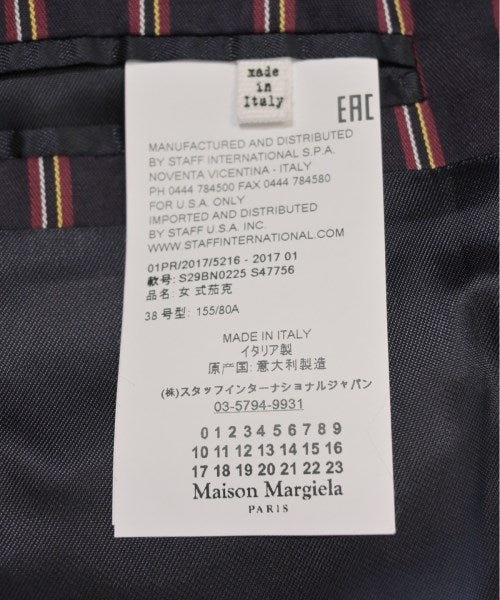 made
in
Italy
EAC
MANUFACTURED AND DISTRIBUTED
BY STAFF INTERNATIONAL S.P.A.
NOVENTA VICENTINA - ITALY
PH 0444 784500 FAX 0444 784580
FOR U.S.A. ONLY
IMPORTED AND DISTRIBUTED
BY STAFF U.S.A. INC.
WWW.STAFFINTERNATIONAL.COM
01PR/2017/5216 - 2017 01
款号: S29BN0225 S47756
品名: 女 式茄克
38 号型: 155/80A
MADE IN ITALY
イタリア製
原产国: 意大利製造
(株)スタッフインターナショナルジャパン
03-5794-9931
0 1 2 3 4 5 6 7 8 9
10 11 12 13 14 15 16
17 18 19 20 21 22 23
Maison Margiela
PARIS